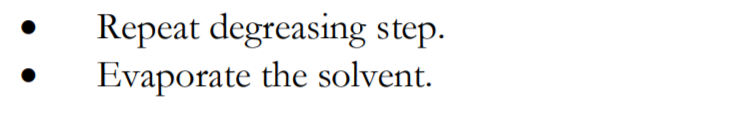 • Repeat degreasing step.
• Evaporate the solvent.